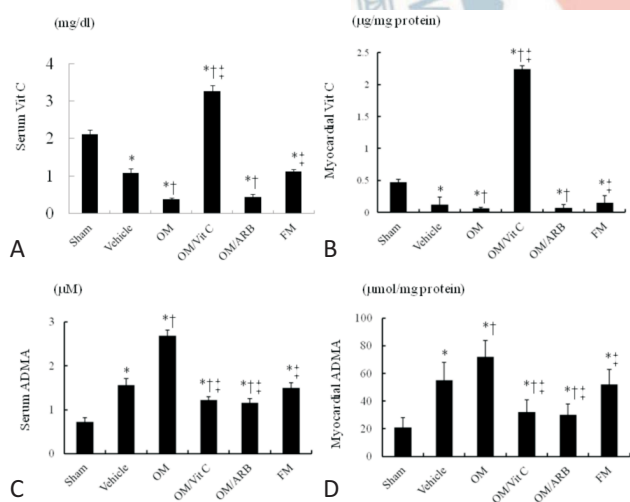 (mg/dl)
Serum Vit C
4
3
2
1
0
*
*†
*†‡
*†
*‡
Sham
Vehicle
OM
OM/Vit C
OM/ARB
FM
A
(µg/mg protein)
Myocardial Vit C
2.5
2
1.5
1
0.5
0
*
*†
*†‡
*†
*‡
Sham
Vehicle
OM
OM/Vit C
OM/ARB
FM
B
(µM)
Serum ADMA
3
2
1
0
*
*†
*†‡
*†‡
*‡
Sham
Vehicle
OM
OM/Vit C
OM/ARB
FM
C
(µmol/mg protein)
Myocardial ADMA
100
80
60
40
20
0
*
*†
*†‡
*†‡
*‡
Sham
Vehicle
OM
OM/Vit C
OM/ARB
FM
D